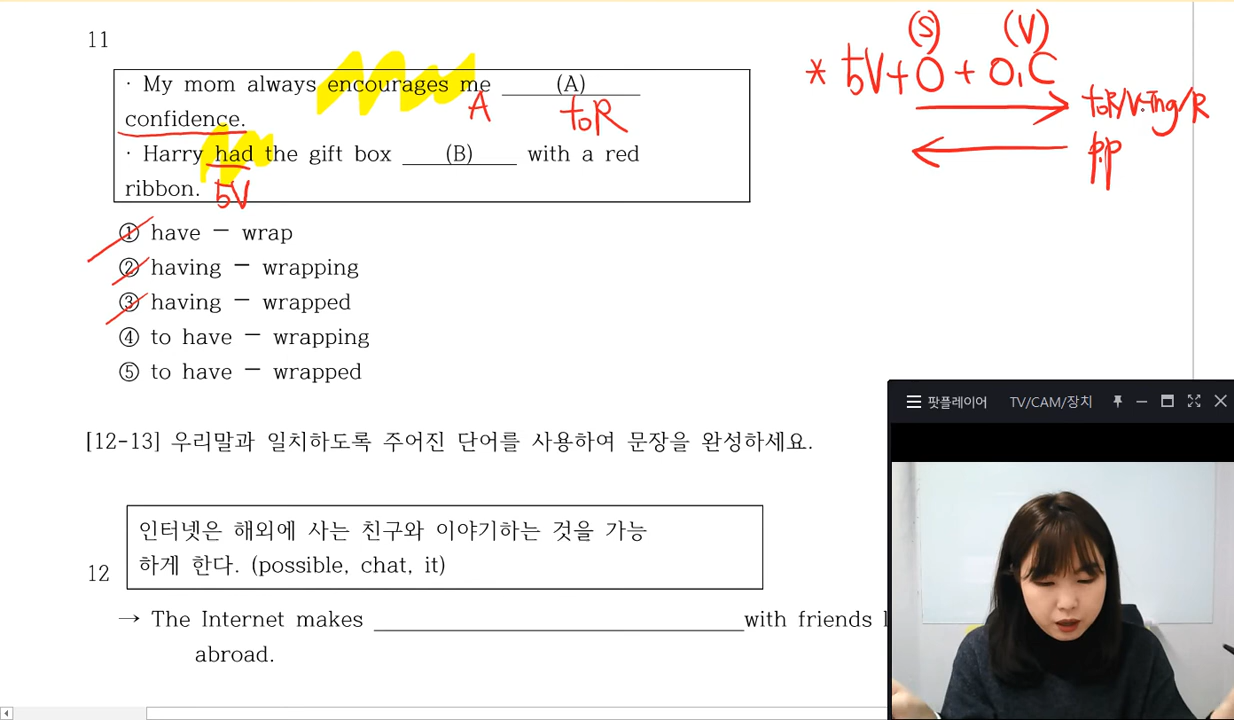 11
· My mom always encourages me ____(A)____
confidence.
· Harry had the gift box ____(B)____ with a red
ribbon.
A
toR
5V
* 5V+O+O.C
(S) (V)
toR/V-ing/R
p.p
① have － wrap
② having － wrapping
③ having － wrapped
④ to have － wrapping
⑤ to have － wrapped
[12-13] 우리말과 일치하도록 주어진 단어를 사용하여 문장을 완성하세요.
12
인터넷은 해외에 사는 친구와 이야기하는 것을 가능
하게 한다. (possible, chat, it)
→ The Internet makes ______________________ with friends l
abroad.
팟플레이어 TV/CAM/장치